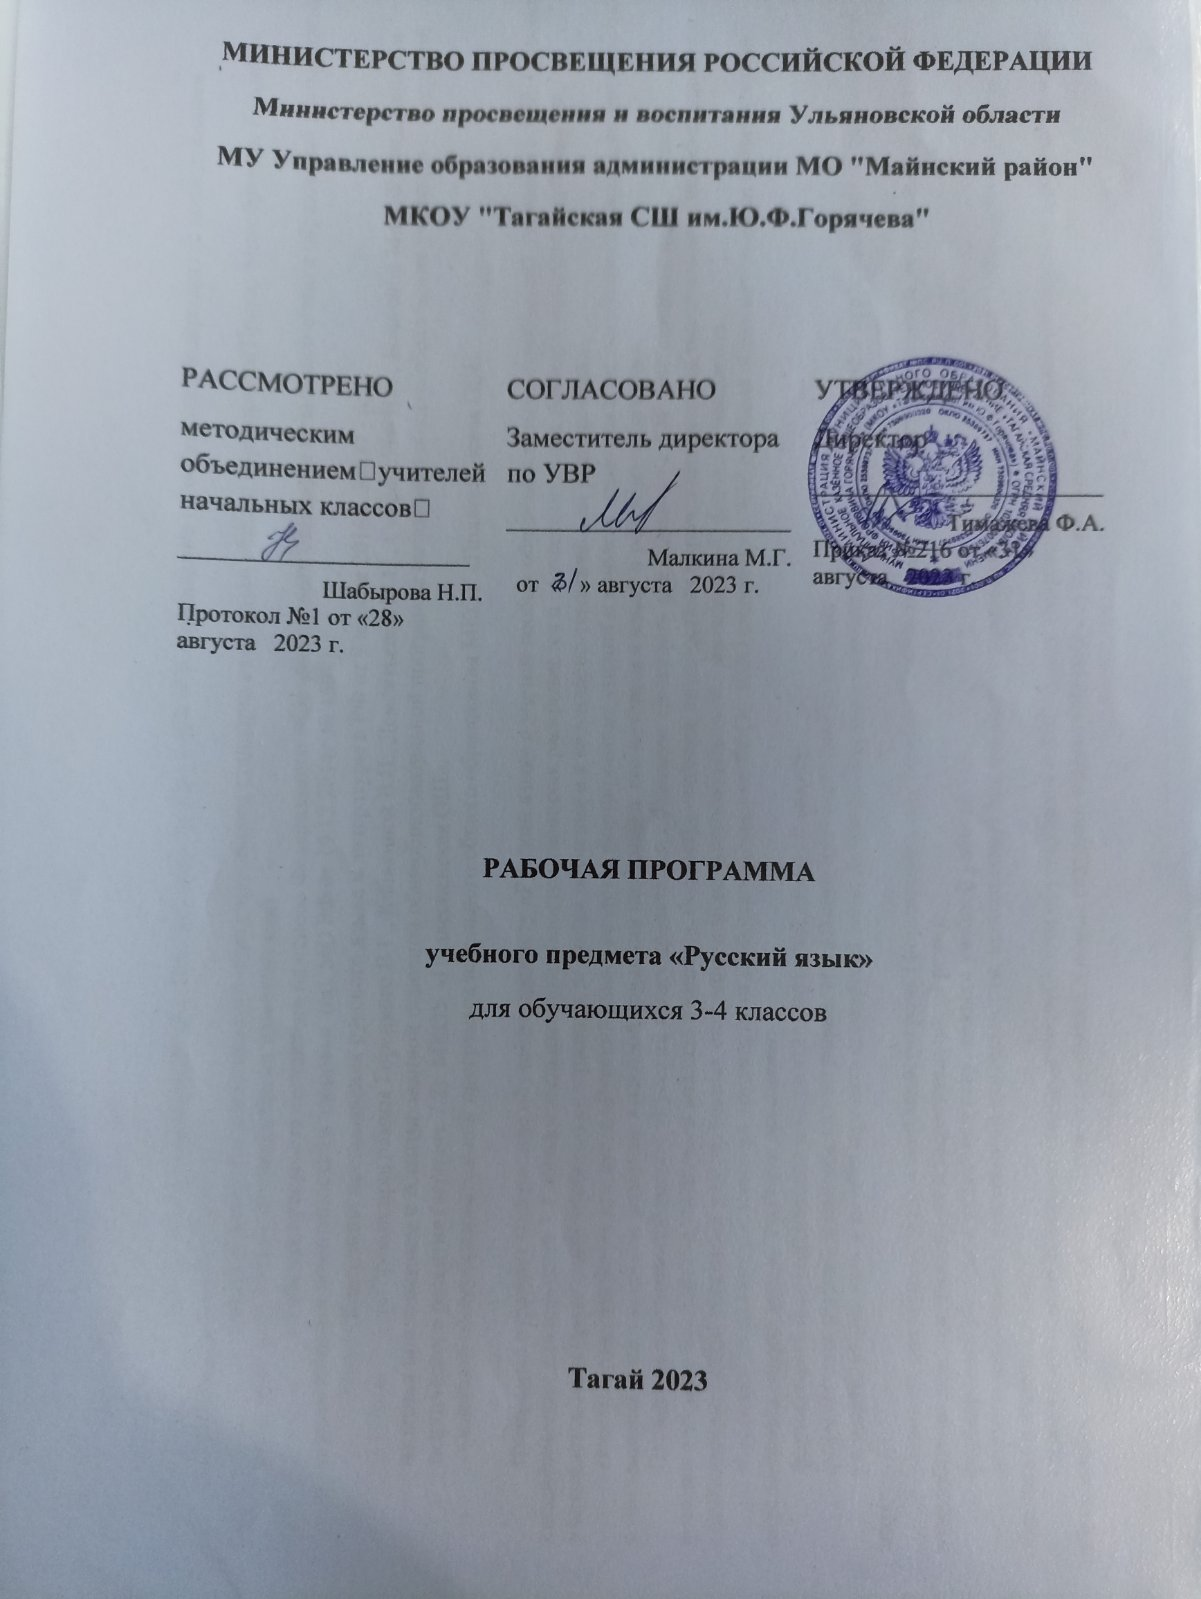 МИНИСТЕРСТВО ПРОСВЕЩЕНИЯ РОССИЙСКОЙ ФЕДЕРАЦИИ
Министерство просвещения и воспитания Ульяновской области
МУ Управление образования администрации МО "Майнский район"
МКОУ "Тагайская СШ им.Ю.Ф.Горячева"
РАССМОТРЕНО
методическим
объединением□учителей
начальных классов□
Шабырова Н.П.
Протокол №1 от «28»
августа 2023 г.
СОГЛАСОВАНО
Заместитель директора
по УВР
Малкина М.Г.
от 31» августа 2023 г.
УТВЕРЖДЕНО
Директор
Тимажева Ф.А.
Приказ №216 от «31»
августа 2023 г.
РАБОЧАЯ ПРОГРАММА
учебного предмета «Русский язык»
для обучающихся 3-4 классов
Тагай 2023